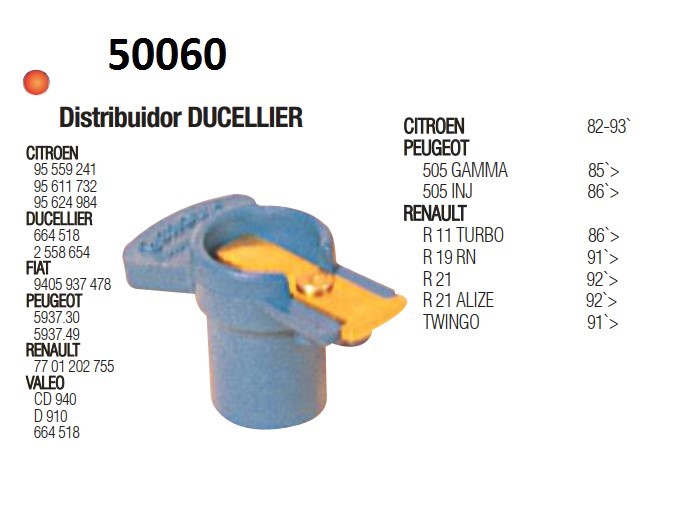 50060
Distribuidor DUCELLIER
CITROEN
95 559 241
95 611 732
95 624 984
DUCELLIER
664 518
2 558 654
FIAT
9405 937 478
PEUGEOT
5937.30
5937.49
RENAULT
77 01 202 755
VALEO
CD 940
D 910
664 518
CITROEN 82-93`
PEUGEOT
505 GAMMA 85`>
505 INJ 86`>
RENAULT
R 11 TURBO 86`>
R 19 RN 91`>
R 21 92`>
R 21 ALIZE 92`>
TWINGO 91`>